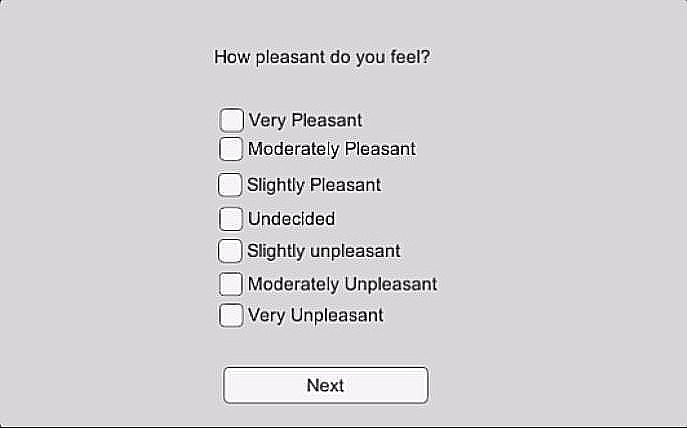 How pleasant do you feel?
Very Pleasant
Moderately Pleasant
Slightly Pleasant
Undecided
Slightly unpleasant
Moderately Unpleasant
Very Unpleasant
Next